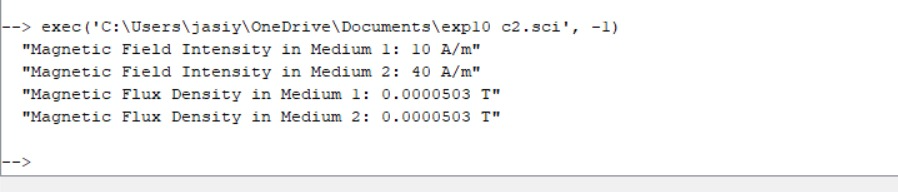 --> exec('C:\Users\jasiy\OneDrive\Documents\exp10 c2.sci', -1)
"Magnetic Field Intensity in Medium 1: 10 A/m"
"Magnetic Field Intensity in Medium 2: 40 A/m"
"Magnetic Flux Density in Medium 1: 0.0000503 T"
"Magnetic Flux Density in Medium 2: 0.0000503 T"
-->